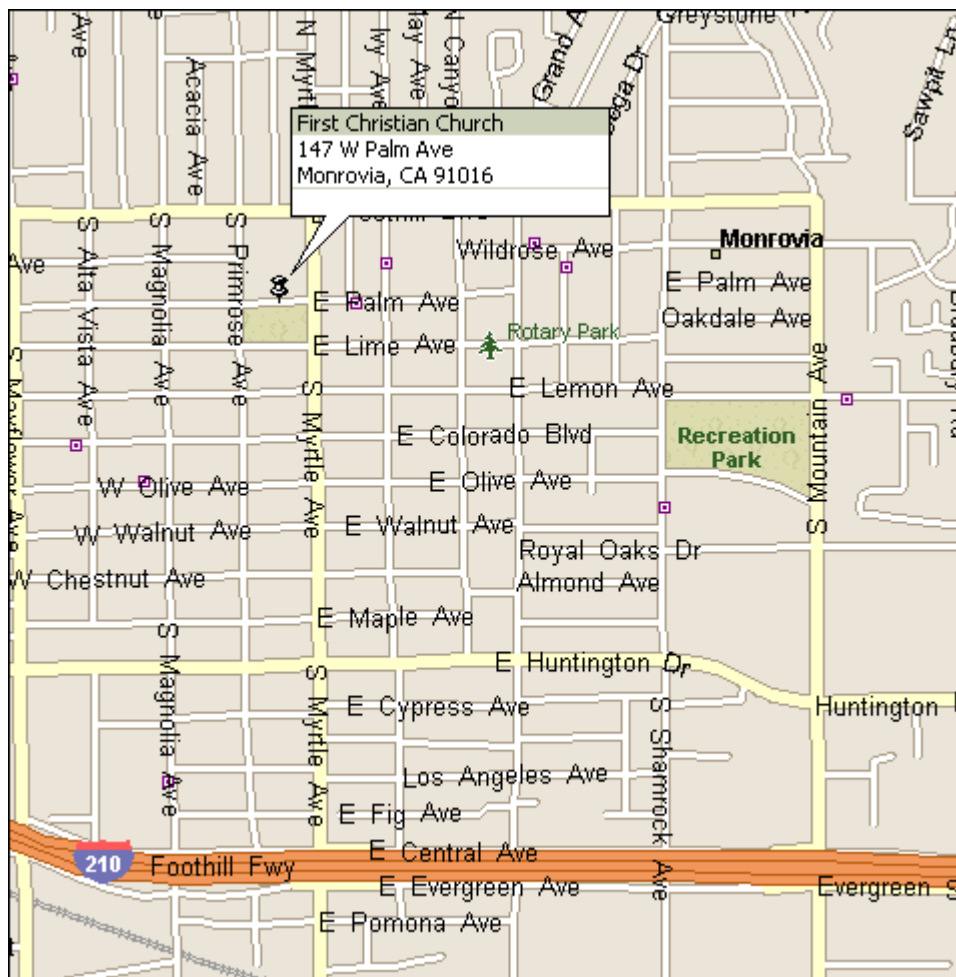 Greystone
Ave
N Myrtle
Ivy Ave
May Ave
N Canyo
Grand A
Sawpit Ln
Acacia Ave
First Christian Church
147 W Palm Ave
Monrovia, CA 91016
S Alta Vista Ave
S Magnolia Ave
S Primrose Ave
Wildrose Ave
Monrovia
Ave
E Palm Ave
E Palm Ave
Oakdale Ave
Rotary Park
E Lime Ave
S Mayflower Ave
S Myrtle Ave
E Lemon Ave
S Mountain Ave
E Colorado Blvd
Recreation
Park
W Olive Ave
E Olive Ave
W Walnut Ave
E Walnut Ave
Royal Oaks Dr
W Chestnut Ave
Almond Ave
E Maple Ave
S Magnolia Ave
E Huntington Dr
S Myrtle Ave
E Cypress Ave
S Shamrock Ave
Huntington
Los Angeles Ave
E Fig Ave
210
Foothill Fwy
E Central Ave
E Evergreen Ave
Evergreen S
E Pomona Ave